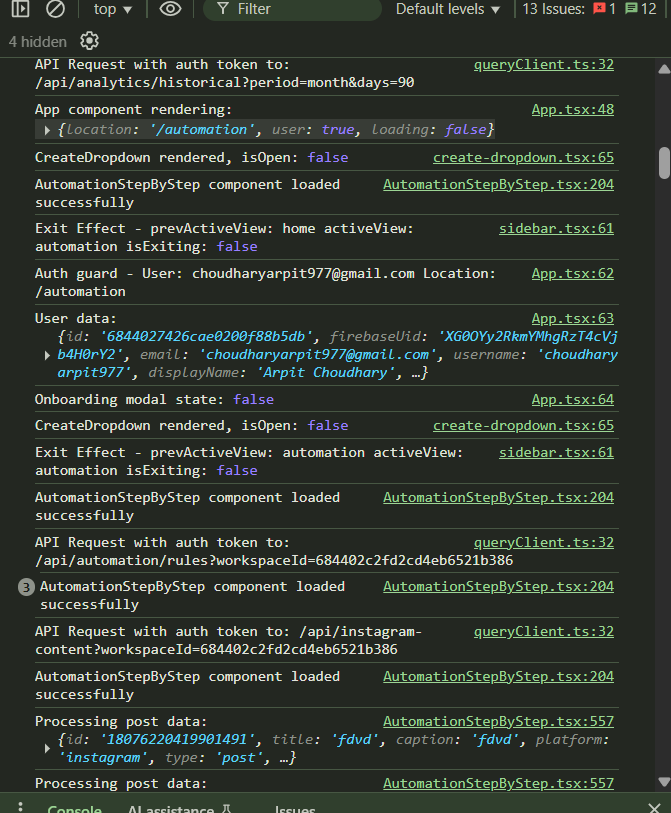 top ▼ Filter Default levels ▼ 13 Issues: 1 12
4 hidden
API Request with auth token to: queryClient.ts:32
/api/analytics/historical?period=month&days=90
App component rendering: App.tsx:48
{location: '/automation', user: true, loading: false}
CreateDropdown rendered, isOpen: false create-dropdown.tsx:65
AutomationStepByStep component loaded AutomationStepByStep.tsx:204
successfully
Exit Effect - prevActiveView: home activeView: sidebar.tsx:61
automation isExiting: false
Auth guard - User: choudharyarpit977@gmail.com Location: App.tsx:62
/automation
User data: App.tsx:63
{id: '6844027426cae0200f88b5db', firebaseUid: 'XG0OYy2RkmYMhgRzT4cVj
b4H0rY2', email: 'choudharyarpit977@gmail.com', username: 'choudhary
arpit977', displayName: 'Arpit Choudhary', …}
Onboarding modal state: false App.tsx:64
CreateDropdown rendered, isOpen: false create-dropdown.tsx:65
Exit Effect - prevActiveView: automation activeView: sidebar.tsx:61
automation isExiting: false
AutomationStepByStep component loaded AutomationStepByStep.tsx:204
successfully
API Request with auth token to: queryClient.ts:32
/api/automation/rules?workspaceId=684402c2fd2cd4eb6521b386
3 AutomationStepByStep component loaded AutomationStepByStep.tsx:204
successfully
API Request with auth token to: /api/instagram- queryClient.ts:32
content?workspaceId=684402c2fd2cd4eb6521b386
AutomationStepByStep component loaded AutomationStepByStep.tsx:204
successfully
Processing post data: AutomationStepByStep.tsx:557
{id: '18076220419901491', title: 'fdvd', caption: 'fdvd', platform:
'instagram', type: 'post', …}
Processing post data: AutomationStepByStep.tsx:557
Console AI assistance Issues